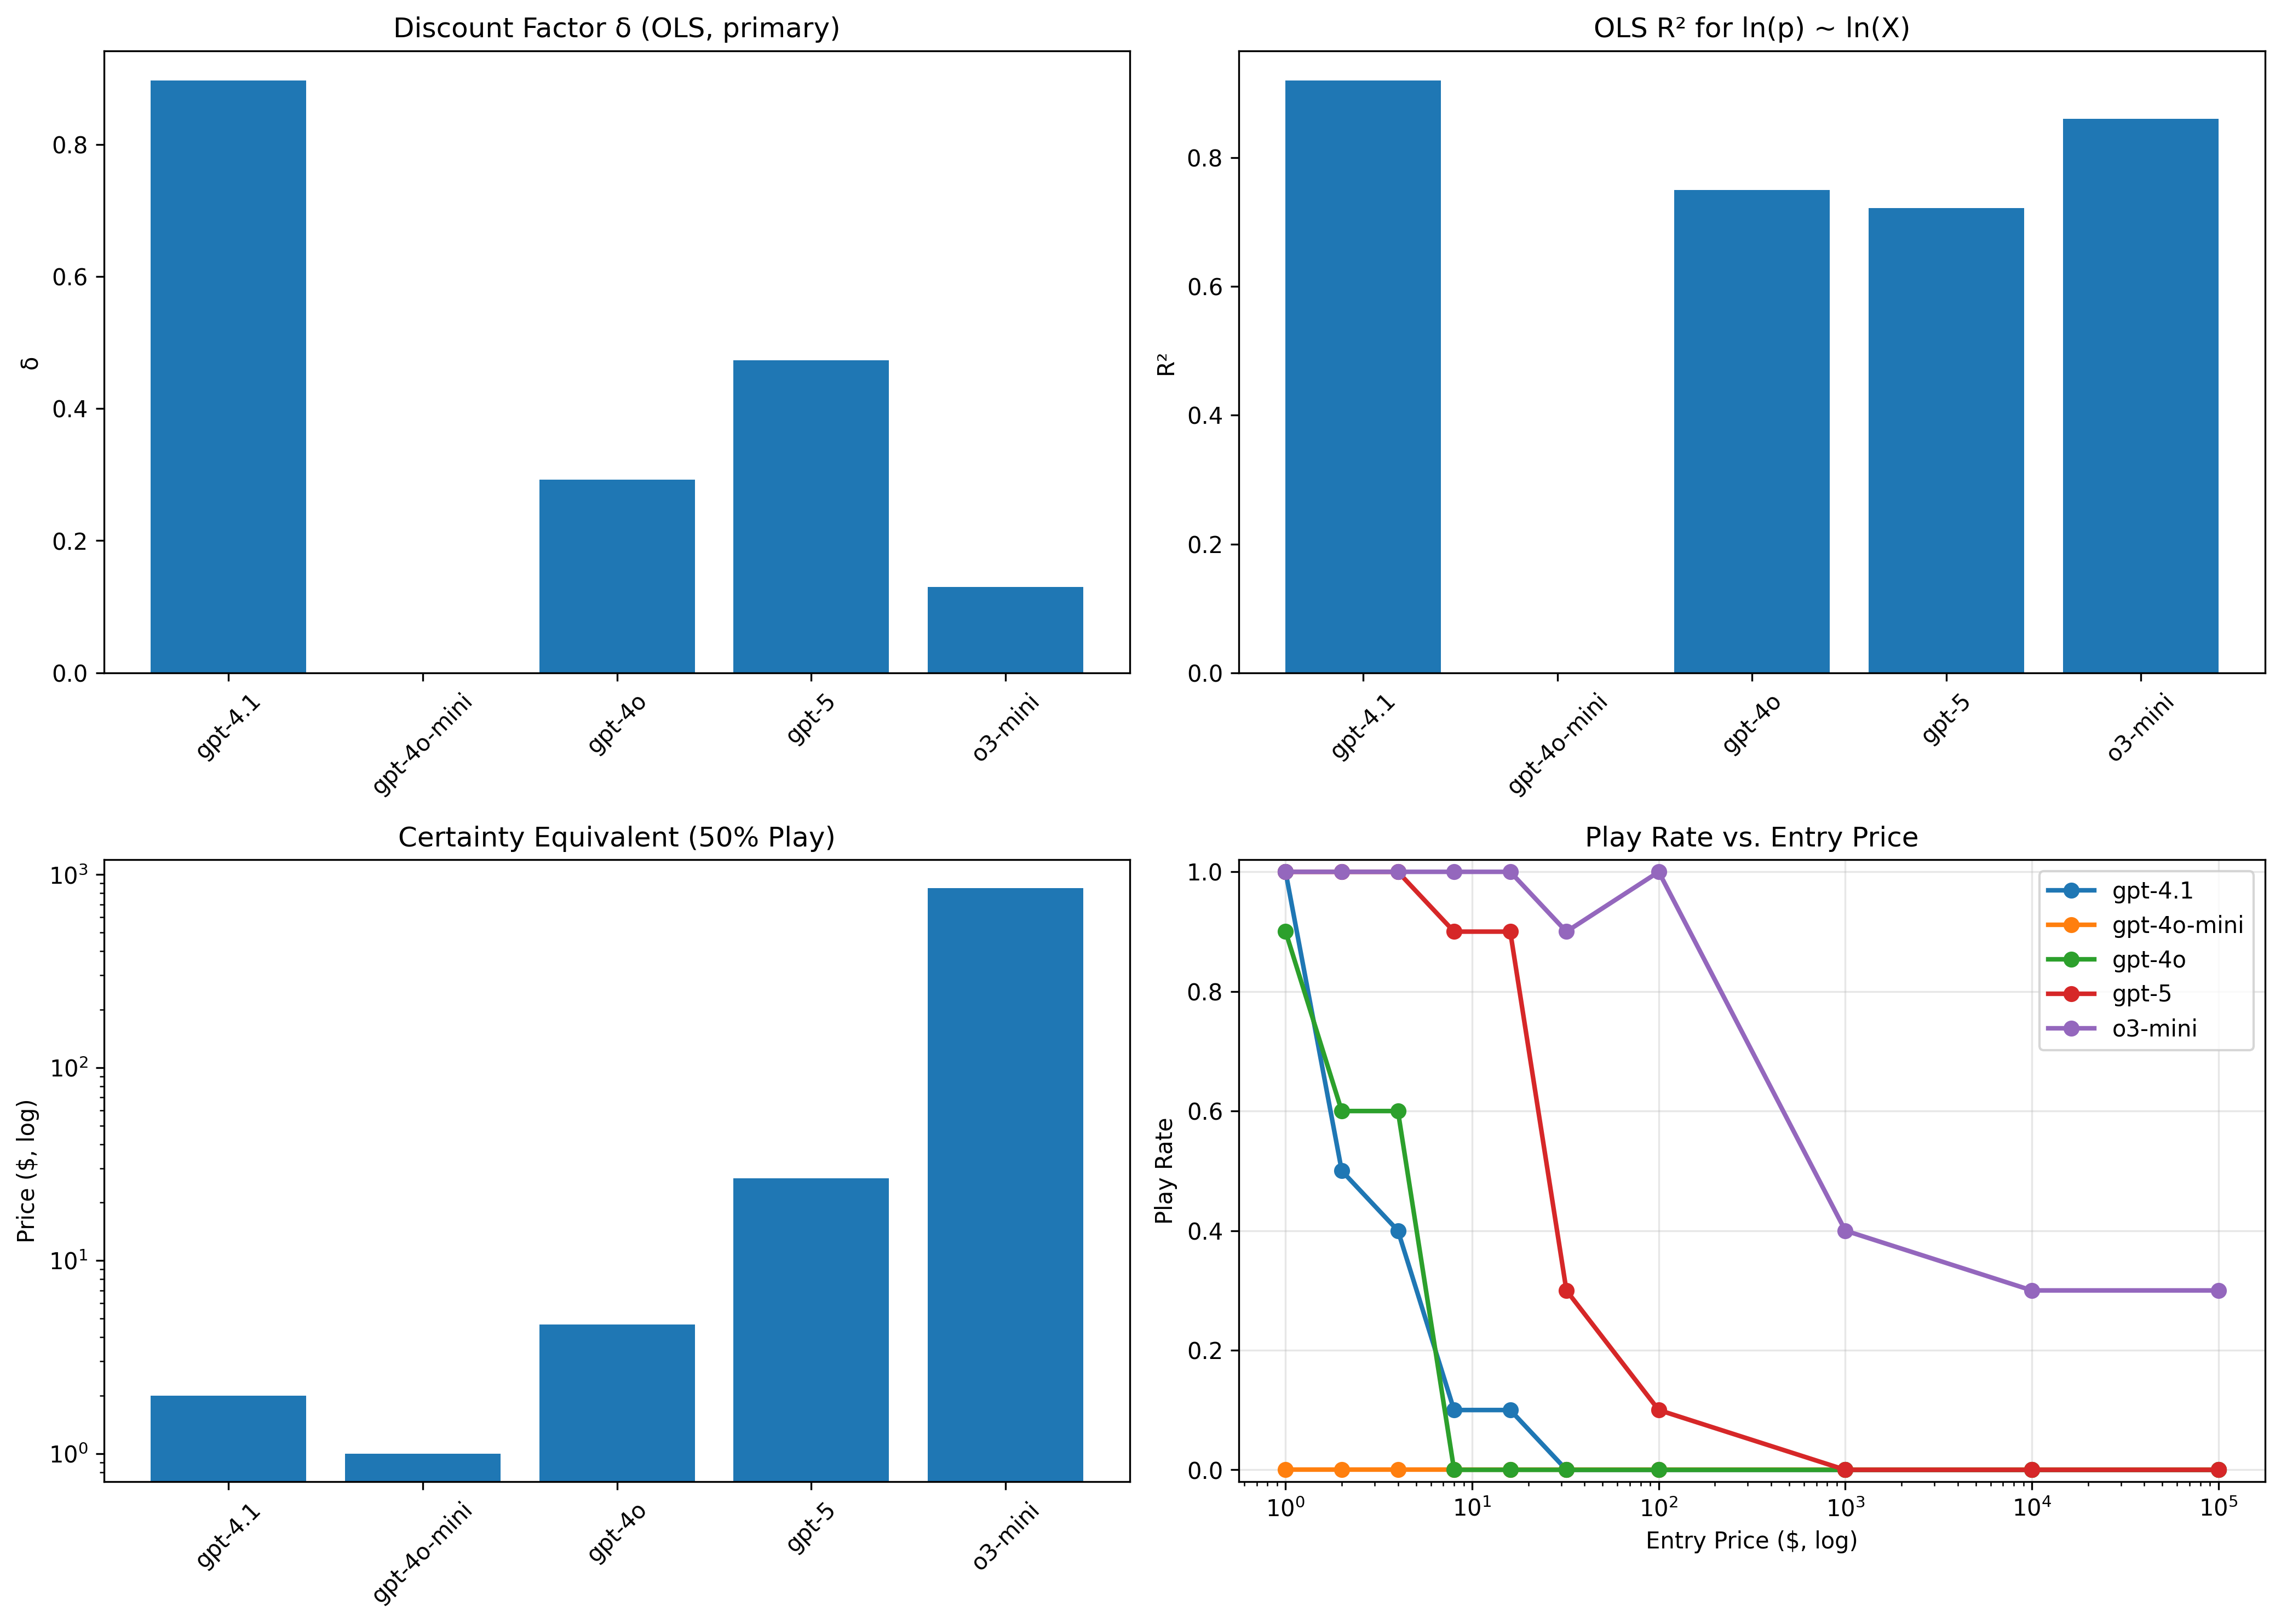 Discount Factor δ (OLS, primary)
δ
0.8
0.6
0.4
0.2
0.0
gpt-4.1
gpt-4o-mini
gpt-4o
gpt-5
o3-mini
OLS R² for ln(p) ~ ln(X)
R²
0.8
0.6
0.4
0.2
0.0
gpt-4.1
gpt-4o-mini
gpt-4o
gpt-5
o3-mini
Certainty Equivalent (50% Play)
Price ($, log)
10³
10²
10¹
10⁰
gpt-4.1
gpt-4o-mini
gpt-4o
gpt-5
o3-mini
Play Rate vs. Entry Price
Play Rate
1.0
0.8
0.6
0.4
0.2
0.0
gpt-4.1
gpt-4o-mini
gpt-4o
gpt-5
o3-mini
10⁰ 10¹ 10² 10³ 10⁴ 10⁵
Entry Price ($, log)